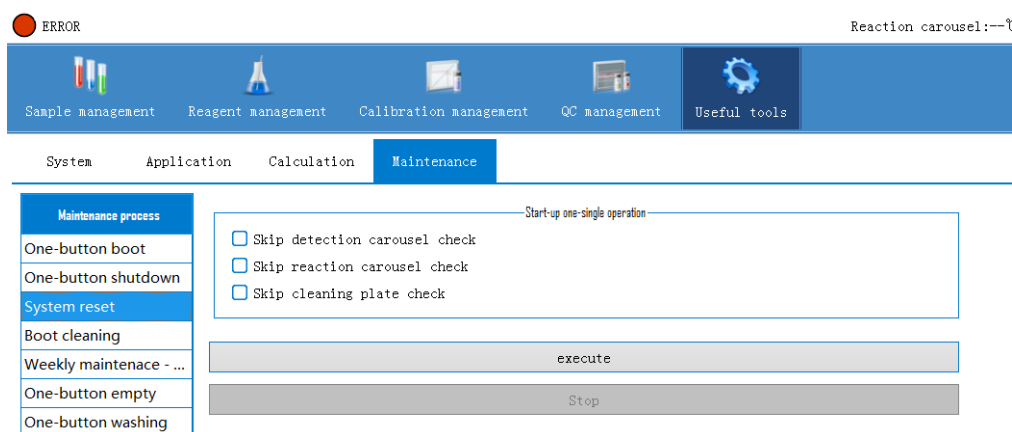 ERROR
Reaction carousel:--℃
Sample management
Reagent management
Calibration management
QC management
Useful tools
System
Application
Calculation
Maintenance
Maintenance process
One-button boot
One-button shutdown
System reset
Boot cleaning
Weekly maintenace - ...
One-button empty
One-button washing
Start-up one-single operation
Skip detection carousel check
Skip reaction carousel check
Skip cleaning plate check
execute
Stop